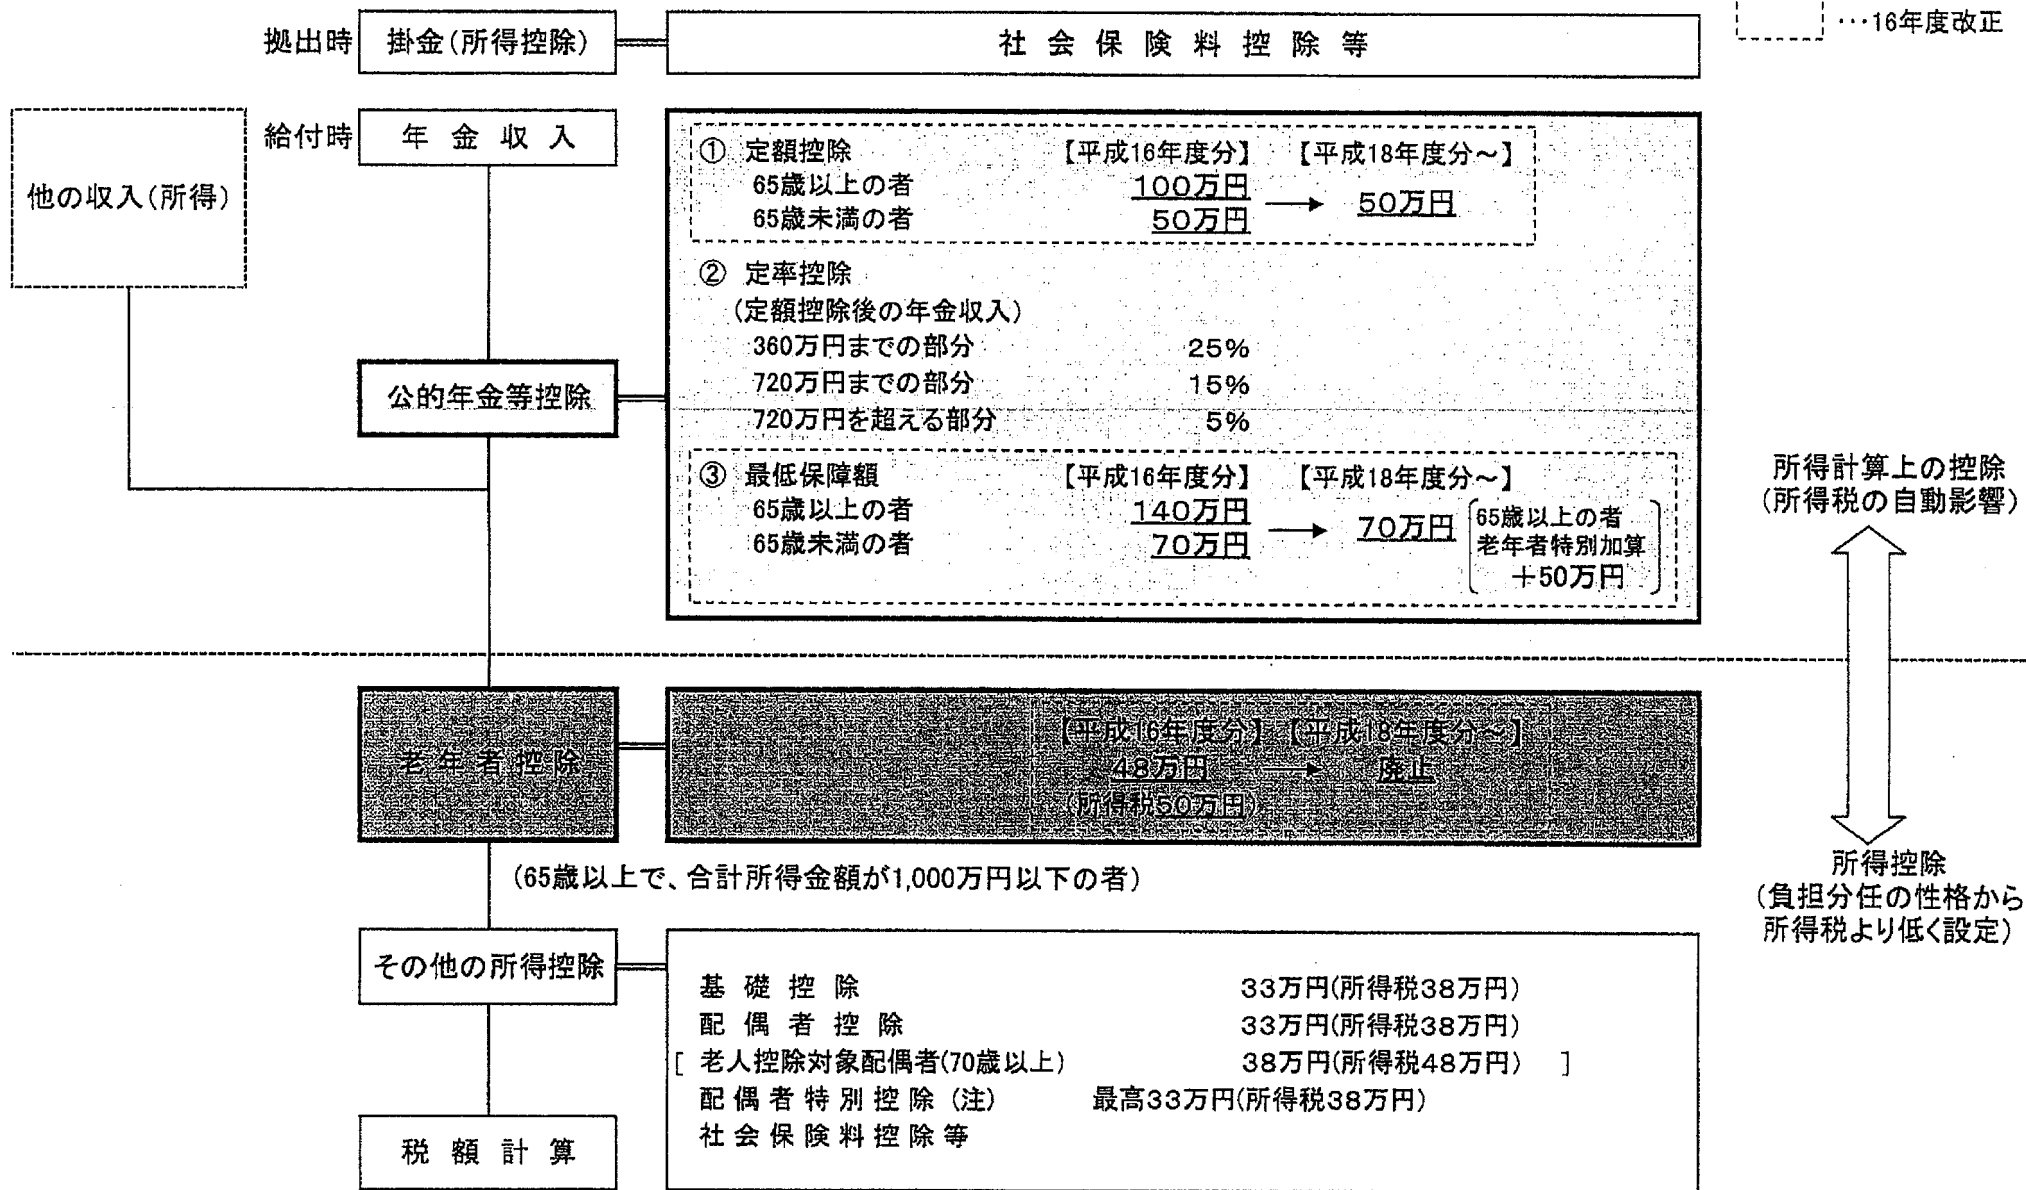 …16年度改正
拠出時 掛金(所得控除) 社会保険料控除等
給付時 年金収入
他の収入(所得)
① 定額控除 【平成16年度分】 【平成18年度分～】
65歳以上の者 100万円
65歳未満の者 50万円 → 50万円
② 定率控除
(定額控除後の年金収入)
360万円までの部分 25%
720万円までの部分 15%
720万円を超える部分 5%
公的年金等控除
③ 最低保障額 【平成16年度分】 【平成18年度分～】
65歳以上の者 140万円
65歳未満の者 70万円 → 70万円
65歳以上の者
老年者特別加算
＋50万円
所得計算上の控除
(所得税の自動影響)
老年者控除
【平成16年度分】 【平成18年度分～】
48万円 → 廃止
(所得税50万円)
(65歳以上で、合計所得金額が1,000万円以下の者)
所得控除
(負担分任の性格から
所得税より低く設定)
その他の所得控除
基礎控除 33万円(所得税38万円)
配偶者控除 33万円(所得税38万円)
[ 老人控除対象配偶者(70歳以上) 38万円(所得税48万円) ]
配偶者特別控除(注) 最高33万円(所得税38万円)
社会保険料控除等
税額計算